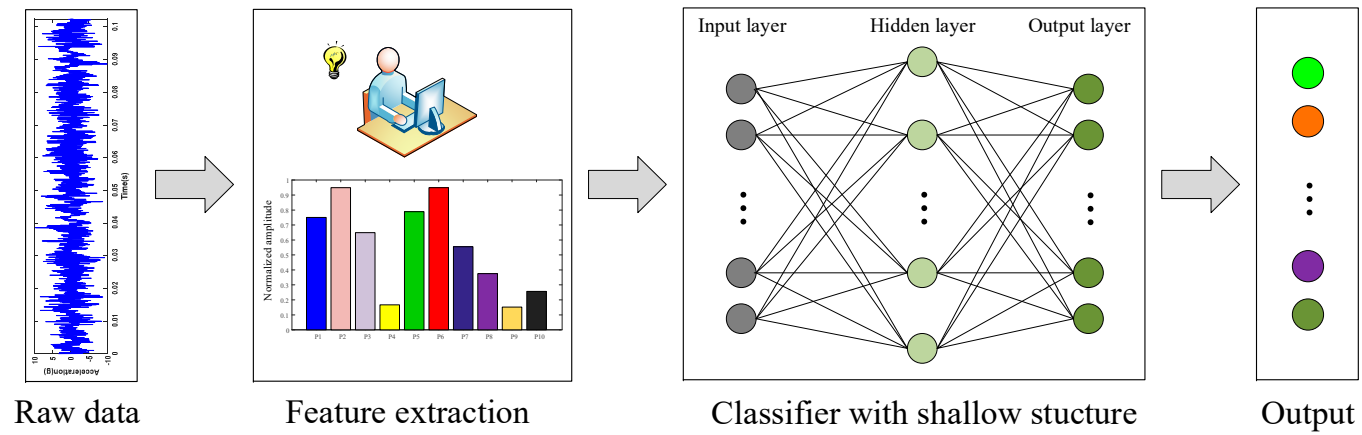 Input layer
Hidden layer
Output layer
0.1
0.09
0.08
0.07
0.06
0.05
0.04
0.03
0.02
0.01
0
Time(s)
10
5
0
-5
-10
Acceleration(g)
Normalized amplitude
1
0.9
0.8
0.7
0.6
0.5
0.4
0.3
0.2
0.1
0
P1 P2 P3 P4 P5 P6 P7 P8 P9 P10
Raw data
Feature extraction
Classifier with shallow stucture
Output